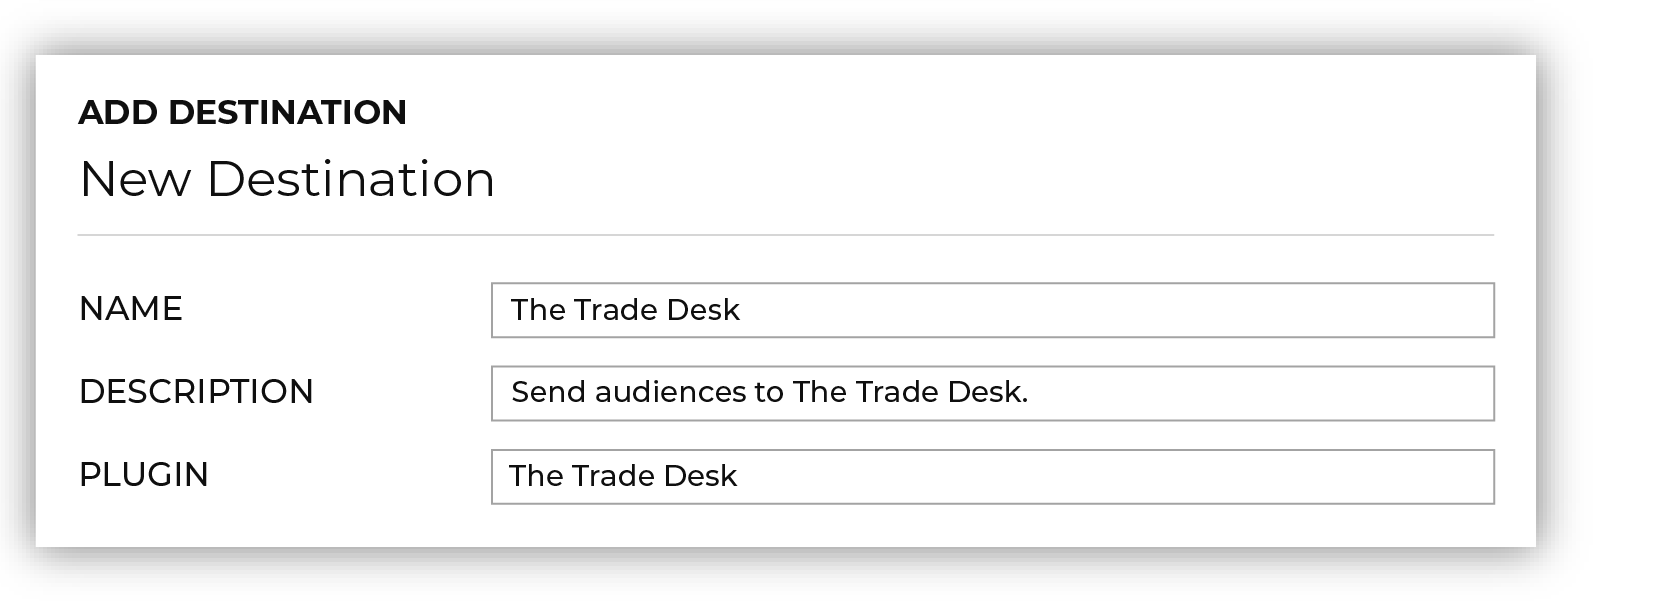 ADD DESTINATION
New Destination
NAME The Trade Desk
DESCRIPTION Send audiences to The Trade Desk.
PLUGIN The Trade Desk